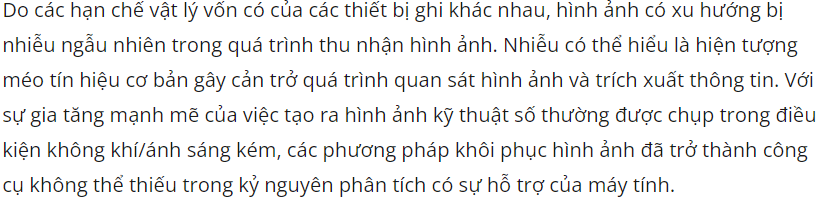 Do các hạn chế vật lý vốn có của các thiết bị ghi khác nhau, hình ảnh có xu hướng bị
nhiễu ngẫu nhiên trong quá trình thu nhận hình ảnh. Nhiễu có thể hiểu là hiện tượng
méo tín hiệu cơ bản gây cản trở quá trình quan sát hình ảnh và trích xuất thông tin. Với
sự gia tăng mạnh mẽ của việc tạo ra hình ảnh kỹ thuật số thường được chụp trong điều
kiện không khí/ánh sáng kém, các phương pháp khôi phục hình ảnh đã trở thành công
cụ không thể thiếu trong kỷ nguyên phân tích có sự hỗ trợ của máy tính.